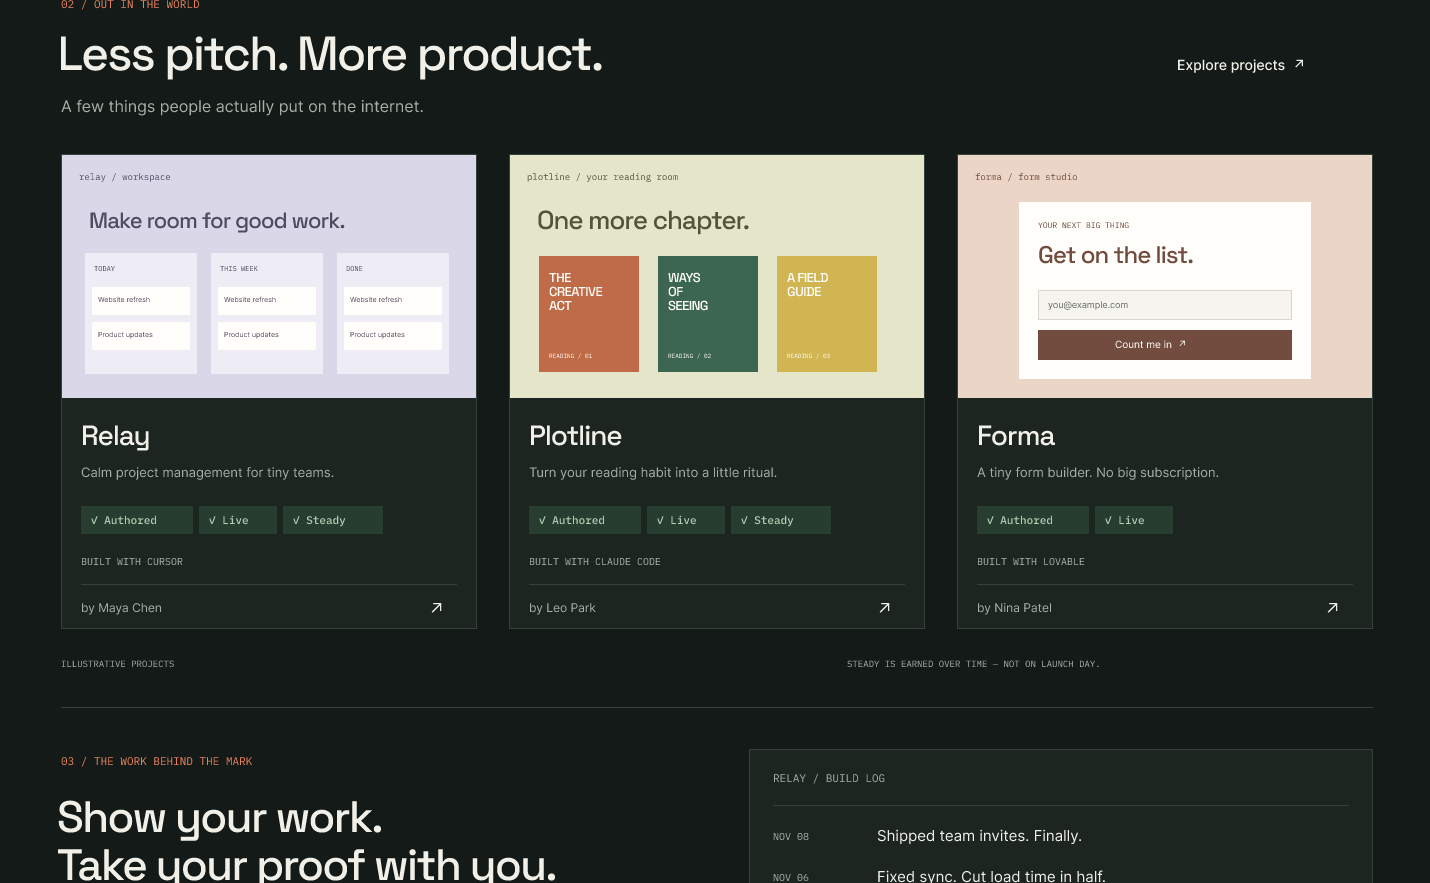 02 / OUT IN THE WORLD
Less pitch. More product.
Explore projects ↗
A few things people actually put on the internet.
relay / workspace
Make room for good work.
TODAY
Website refresh
Product updates
THIS WEEK
Website refresh
Product updates
DONE
Website refresh
Product updates
Relay
Calm project management for tiny teams.
√ Authored
√ Live
√ Steady
BUILT WITH CURSOR
by Maya Chen ↗
plotline / your reading room
One more chapter.
THE
CREATIVE
ACT
READING / 01
WAYS
OF
SEEING
READING / 02
A FIELD
GUIDE
READING / 03
Plotline
Turn your reading habit into a little ritual.
√ Authored
√ Live
√ Steady
BUILT WITH CLAUDE CODE
by Leo Park ↗
forma / form studio
YOUR NEXT BIG THING
Get on the list.
you@example.com
Count me in ↗
Forma
A tiny form builder. No big subscription.
√ Authored
√ Live
BUILT WITH LOVABLE
by Nina Patel ↗
ILLUSTRATIVE PROJECTS
STEADY IS EARNED OVER TIME — NOT ON LAUNCH DAY.
03 / THE WORK BEHIND THE MARK
Show your work.
Take your proof with you.
RELAY / BUILD LOG
NOV 08 Shipped team invites. Finally.
NOV 06 Fixed sync. Cut load time in half.